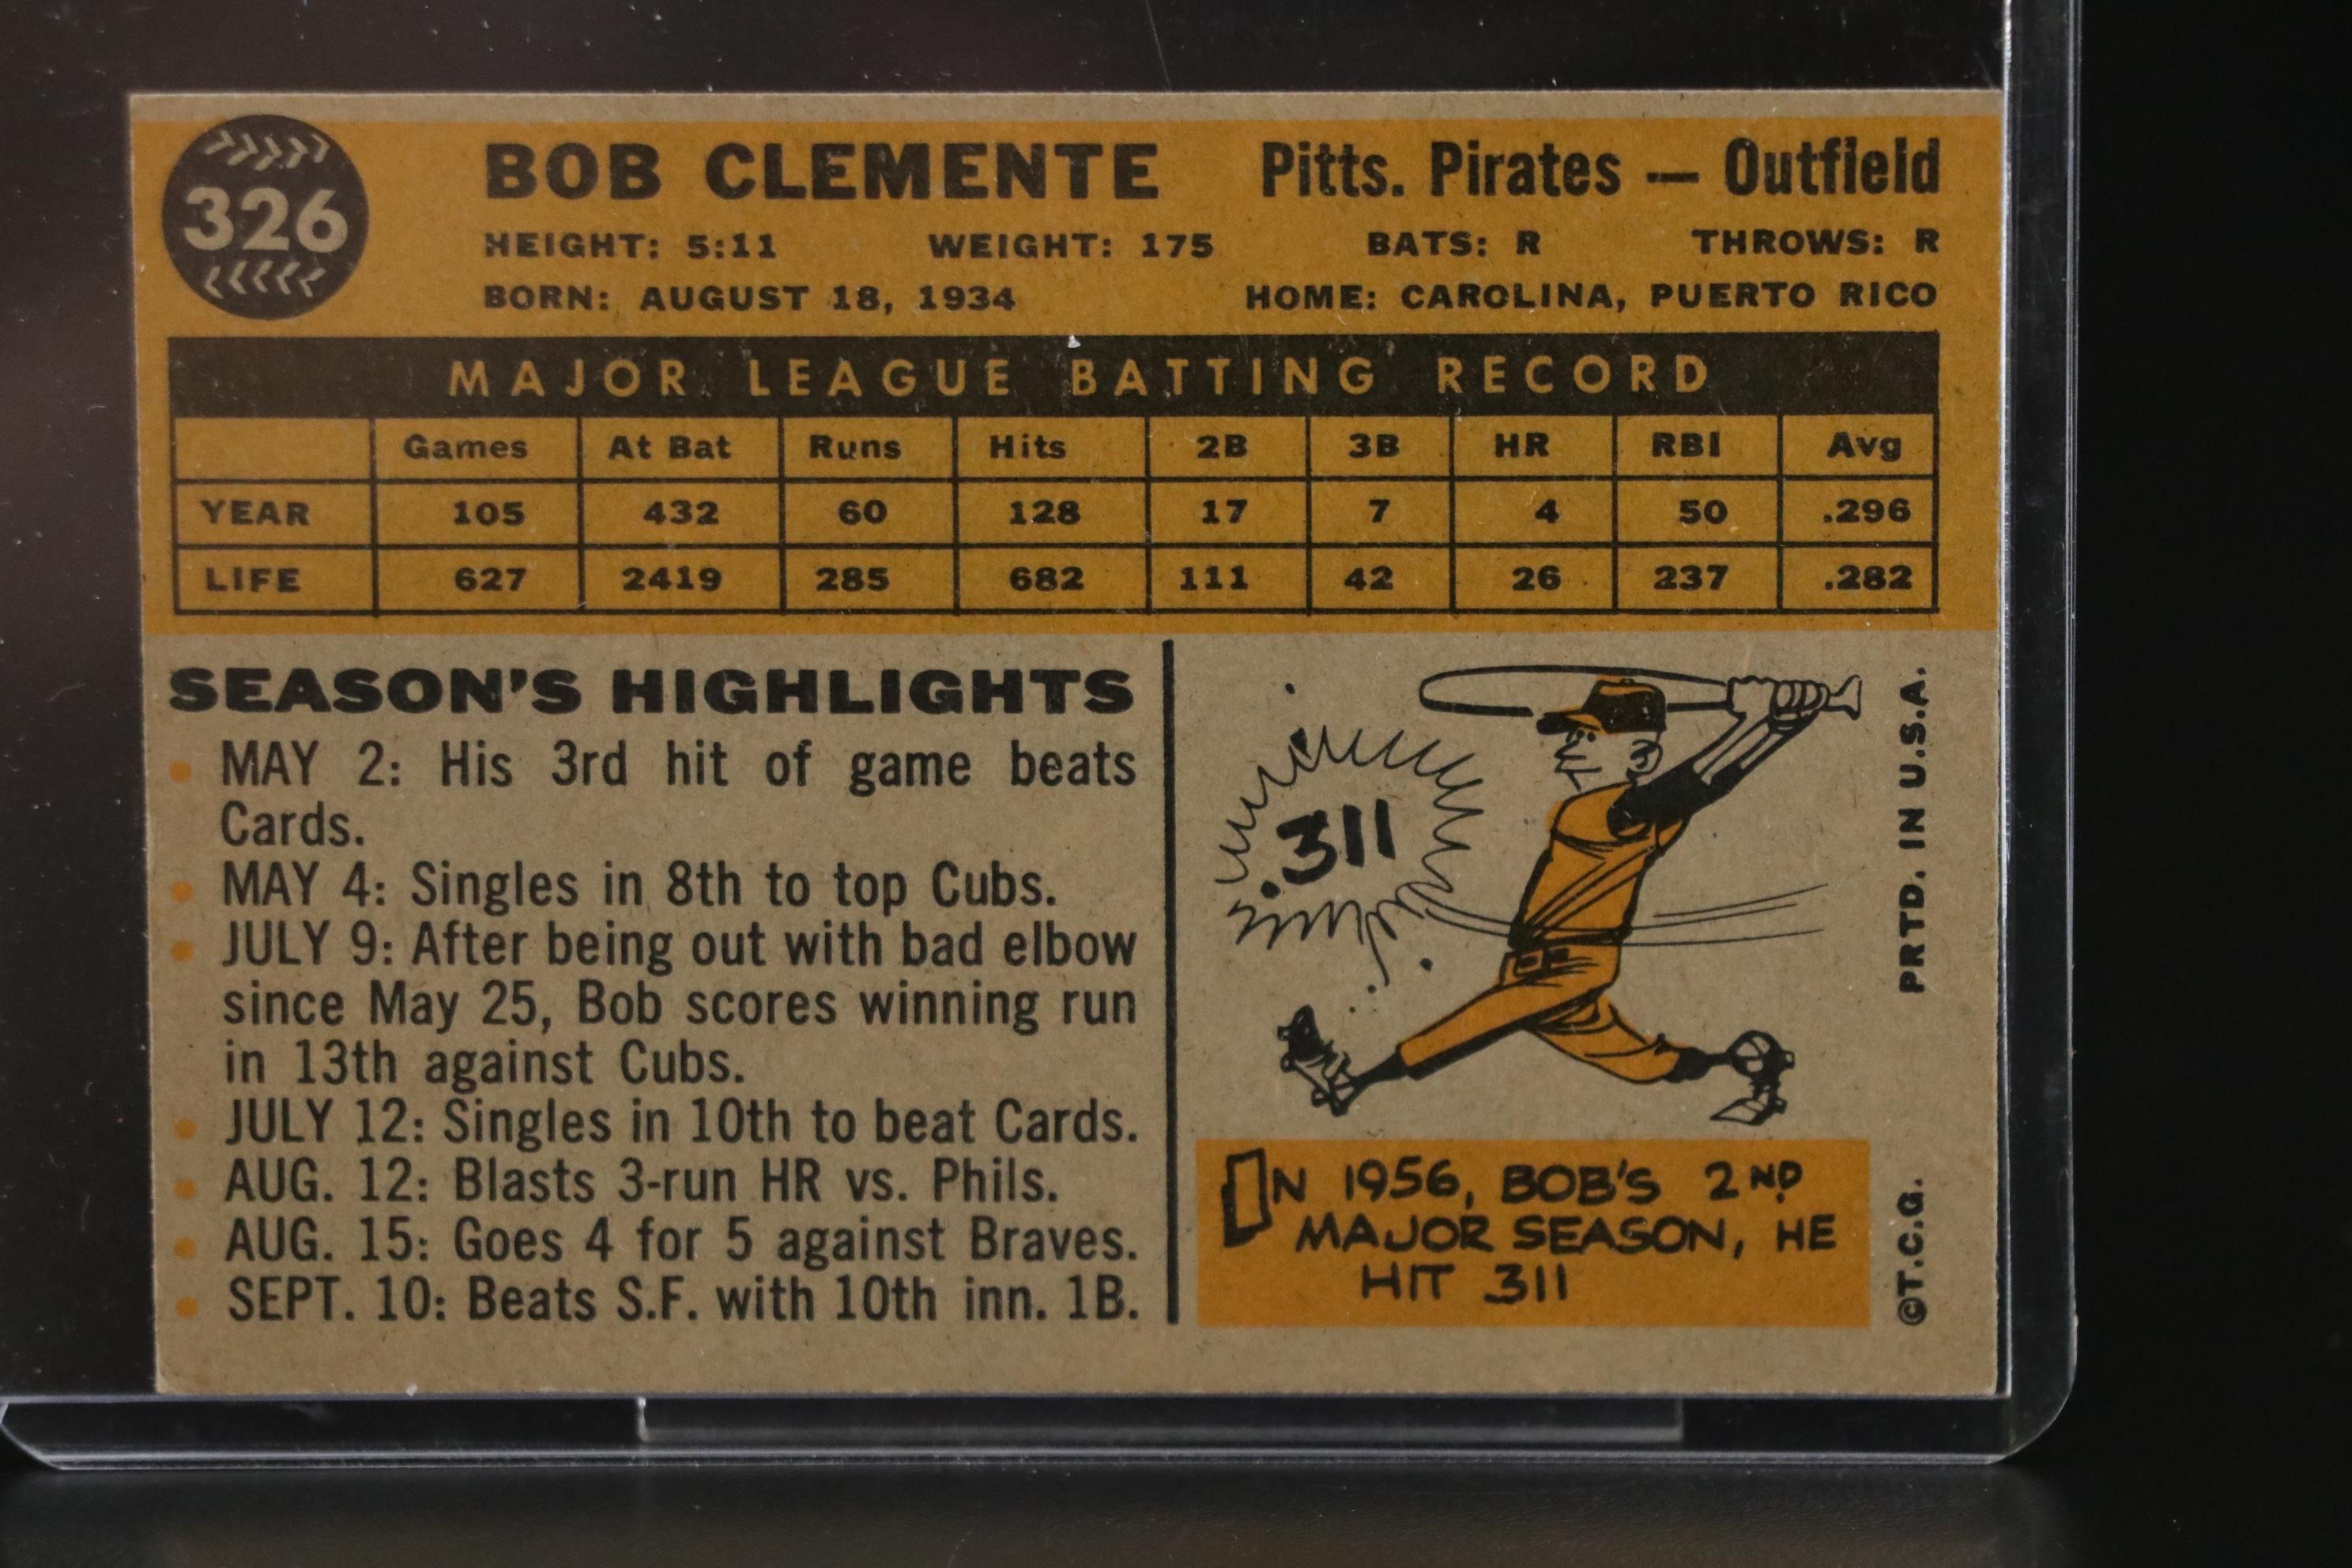 326
BOB CLEMENTE Pitts. Pirates — Outfield
HEIGHT: 5:11 WEIGHT: 175 BATS: R THROWS: R
BORN: AUGUST 18, 1934 HOME: CAROLINA, PUERTO RICO
MAJOR LEAGUE BATTING RECORD
Games At Bat Runs Hits 2B 3B HR RBI Avg
YEAR 105 432 60 128 17 7 4 50 .296
LIFE 627 2419 285 682 111 42 26 237 .282
SEASON'S HIGHLIGHTS
• MAY 2: His 3rd hit of game beats
Cards.
• MAY 4: Singles in 8th to top Cubs.
• JULY 9: After being out with bad elbow
since May 25, Bob scores winning run
in 13th against Cubs.
• JULY 12: Singles in 10th to beat Cards.
• AUG. 12: Blasts 3-run HR vs. Phils.
• AUG. 15: Goes 4 for 5 against Braves.
• SEPT. 10: Beats S.F. with 10th inn. 1B.
.311
IN 1956, BOB'S 2ND
MAJOR SEASON, HE
HIT .311
©T.C.G. PRTD. IN U.S.A.